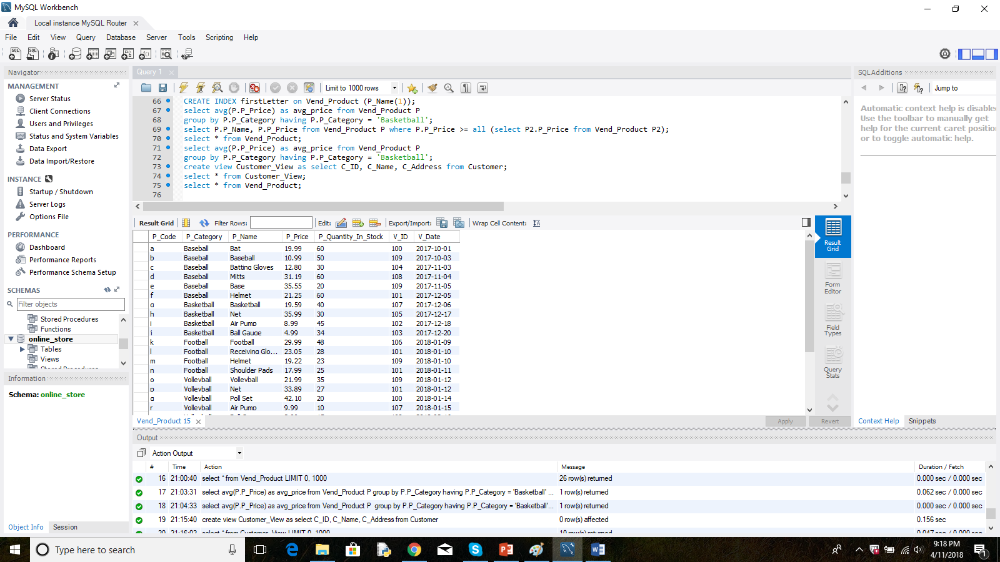 MySQL Workbench
Local instance MySQL Router
File Edit View Query Database Server Tools Scripting Help
Navigator
MANAGEMENT
Server Status
Client Connections
Users and Privileges
Status and System Variables
Data Export
Data Import/Restore
INSTANCE
Startup / Shutdown
Server Logs
Options File
PERFORMANCE
Dashboard
Performance Reports
Performance Schema Setup
SCHEMAS
Filter objects
Stored Procedures
Functions
online_store
Tables
Views
Stored Procedures
Information
Schema: online_store
Object Info Session
Query 1
Limit to 1000 rows
66 CREATE INDEX firstLetter on Vend_Product (P_Name(1));
67 select avg(P.P_Price) as avg_price from Vend_Product P
68 group by P.P_Category having P.P_Category = 'Basketball';
69 select P.P_Name, P.P_Price from Vend_Product P where P.P_Price >= all (select P2.P_Price from Vend_Product P2);
70 select * from Vend_Product;
71 select avg(P.P_Price) as avg_price from Vend_Product P
72 group by P.P_Category having P.P_Category = 'Basketball';
73 create view Customer_View as select C_ID, C_Name, C_Address from Customer;
74 select * from Customer_View;
75 select * from Vend_Product;
76
Result Grid Filter Rows: Edit: Export/Import: Wrap Cell Content:
P_Code P_Category P_Name P_Price P_Quantity_In_Stock V_ID V_Date
a Baseball Bat 19.99 60 100 2017-10-01
b Baseball Baseball 10.99 50 109 2017-10-03
c Baseball Batting Gloves 12.80 30 104 2017-11-03
d Baseball Mitts 31.19 60 108 2017-11-04
e Baseball Base 35.55 20 109 2017-11-05
f Baseball Helmet 21.25 60 101 2017-12-05
g Basketball Basketball 19.59 40 107 2017-12-06
h Basketball Net 35.99 30 105 2017-12-17
i Basketball Air Pump 8.99 45 102 2017-12-18
j Basketball Ball Gauge 4.99 34 103 2017-12-20
k Football Football 29.99 48 106 2018-01-09
l Football Receiving Glo... 23.05 28 101 2018-01-10
m Football Helmet 19.22 23 109 2018-01-10
n Football Shoulder Pads 17.99 25 101 2018-01-11
o Volleyball Volleyball 21.99 35 109 2018-01-12
p Volleyball Net 33.89 27 101 2018-01-12
q Volleyball Poll Set 42.10 20 100 2018-01-14
r Volleyball Air Pump 9.99 10 107 2018-01-15
Result Grid
Form Editor
Field Types
Query Stats
Vend_Product 15
Apply Revert
SQLAdditions
Jump to
Automatic context help is disabled
Use the toolbar to manually get
help for the current caret position
or to toggle automatic help.
Context Help Snippets
Output
Action Output
# Time Action Message Duration / Fetch
16 21:00:40 select * from Vend_Product LIMIT 0, 1000 26 row(s) returned 0.000 sec / 0.000 sec
17 21:03:31 select avg(P.P_Price) as avg_price from Vend_Product P group by P.P_Category having P.P_Category = 'Basketball' ... 1 row(s) returned 0.062 sec / 0.000 sec
18 21:04:33 select avg(P.P_Price) as avg_price from Vend_Product P group by P.P_Category having P.P_Category = 'Basketball'... 1 row(s) returned 0.000 sec / 0.000 sec
19 21:15:40 create view Customer_View as select C_ID, C_Name, C_Address from Customer 0 row(s) affected 0.156 sec
20 21:16:02 select * from Customer_View LIMIT 0, 1000 10 row(s) returned 0.047 sec / 0.000 sec
Type here to search
9:18 PM
4/11/2018
1